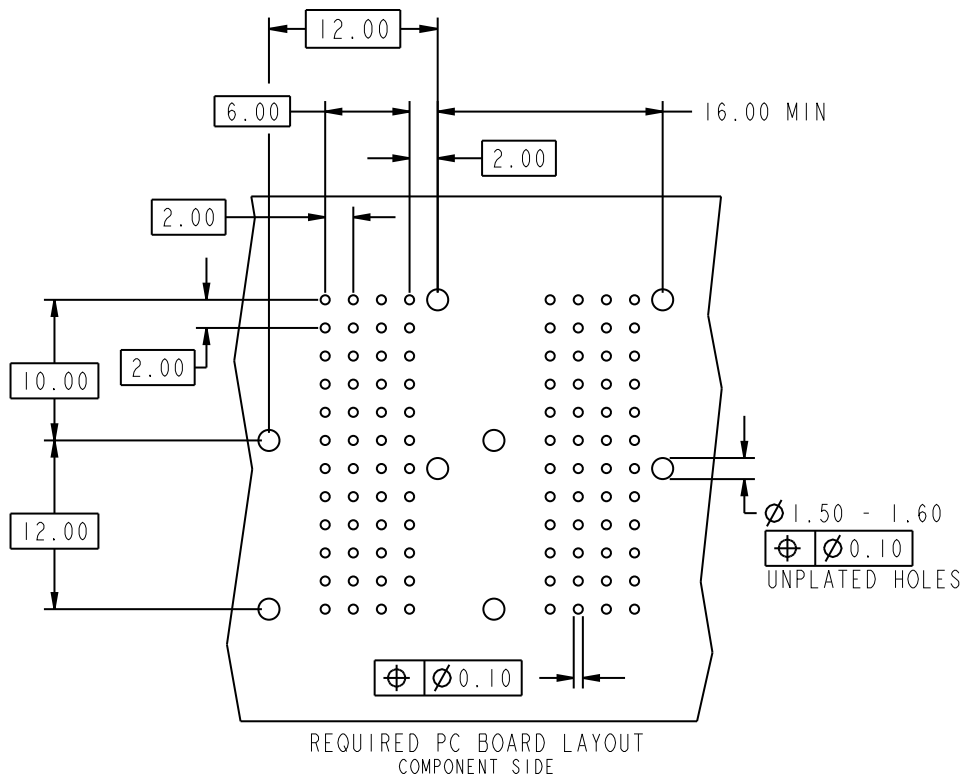 12.00
6.00
16.00 MIN
2.00
2.00
2.00
10.00
12.00
Ø1.50 - 1.60
⌖ Ø0.10
UNPLATED HOLES
⌖ Ø0.10
REQUIRED PC BOARD LAYOUT
COMPONENT SIDE